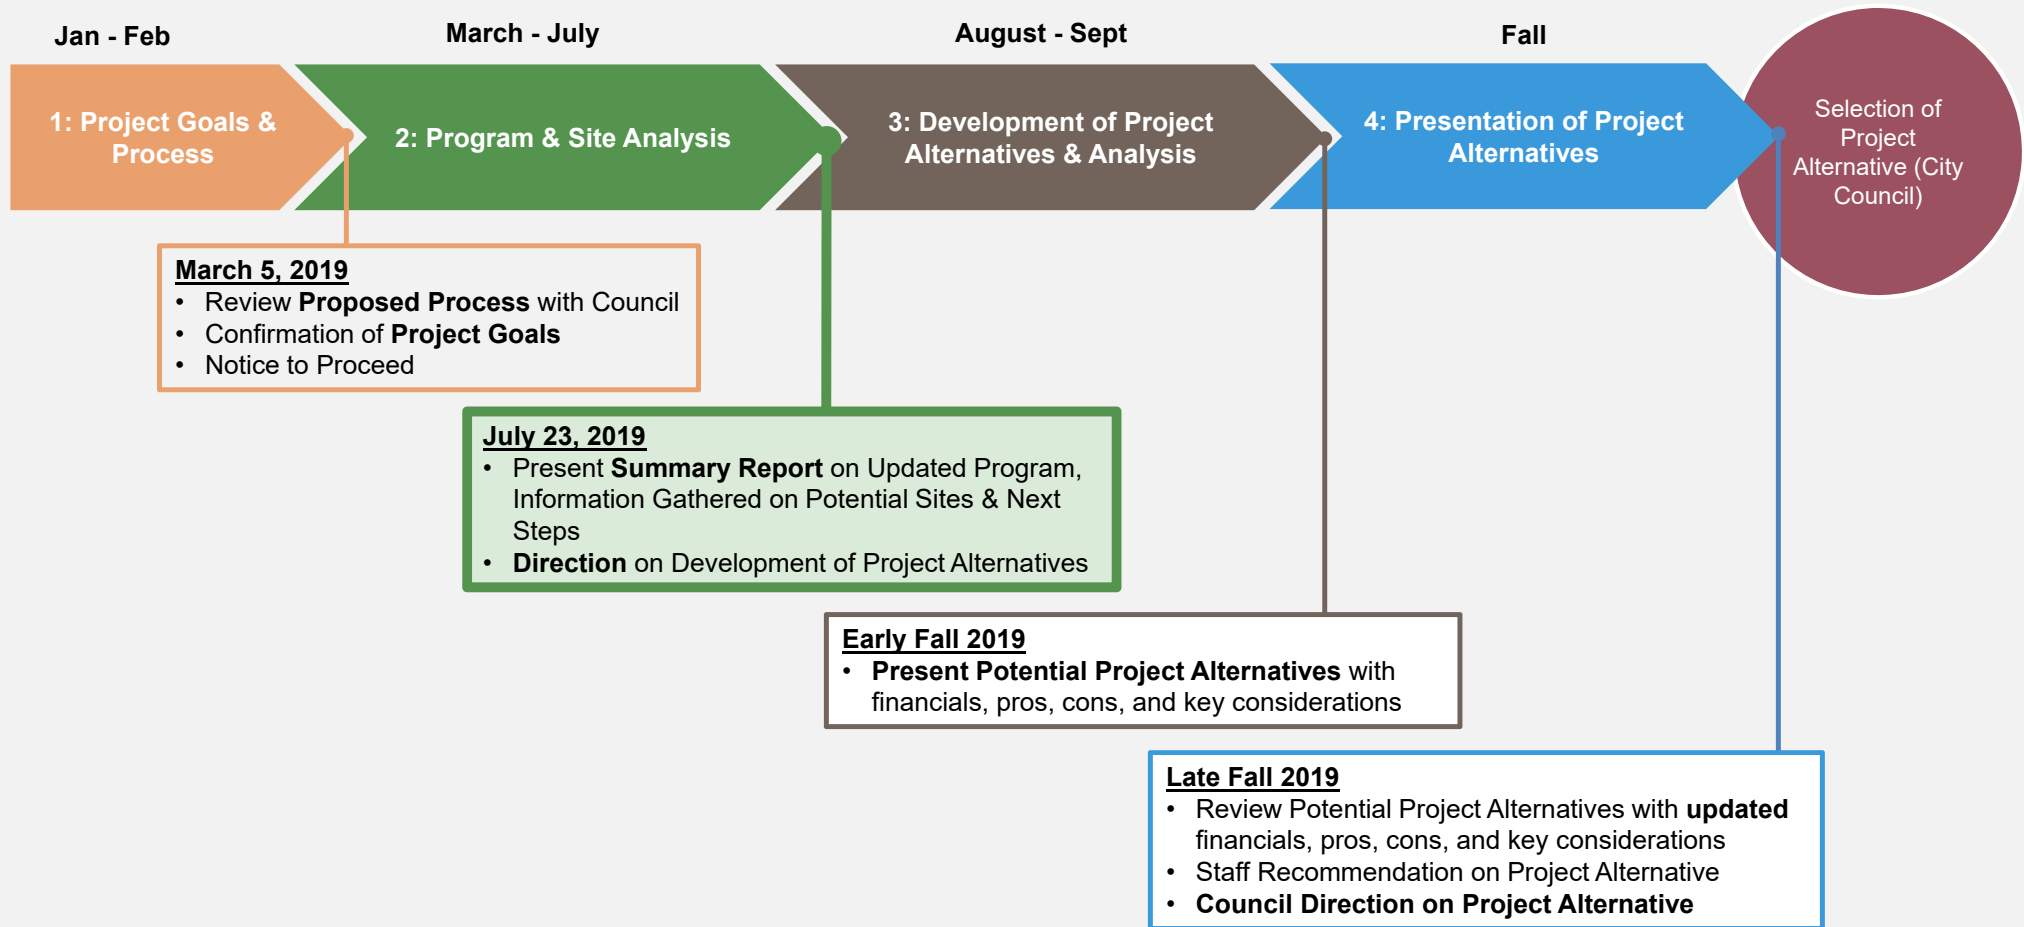 Jan - Feb
March - July
August - Sept
Fall
1: Project Goals &
Process
2: Program & Site Analysis
3: Development of Project
Alternatives & Analysis
4: Presentation of Project
Alternatives
Selection of
Project
Alternative (City
Council)
March 5, 2019
• Review Proposed Process with Council
• Confirmation of Project Goals
• Notice to Proceed
July 23, 2019
• Present Summary Report on Updated Program,
Information Gathered on Potential Sites & Next
Steps
• Direction on Development of Project Alternatives
Early Fall 2019
• Present Potential Project Alternatives with
financials, pros, cons, and key considerations
Late Fall 2019
• Review Potential Project Alternatives with updated
financials, pros, cons, and key considerations
• Staff Recommendation on Project Alternative
• Council Direction on Project Alternative